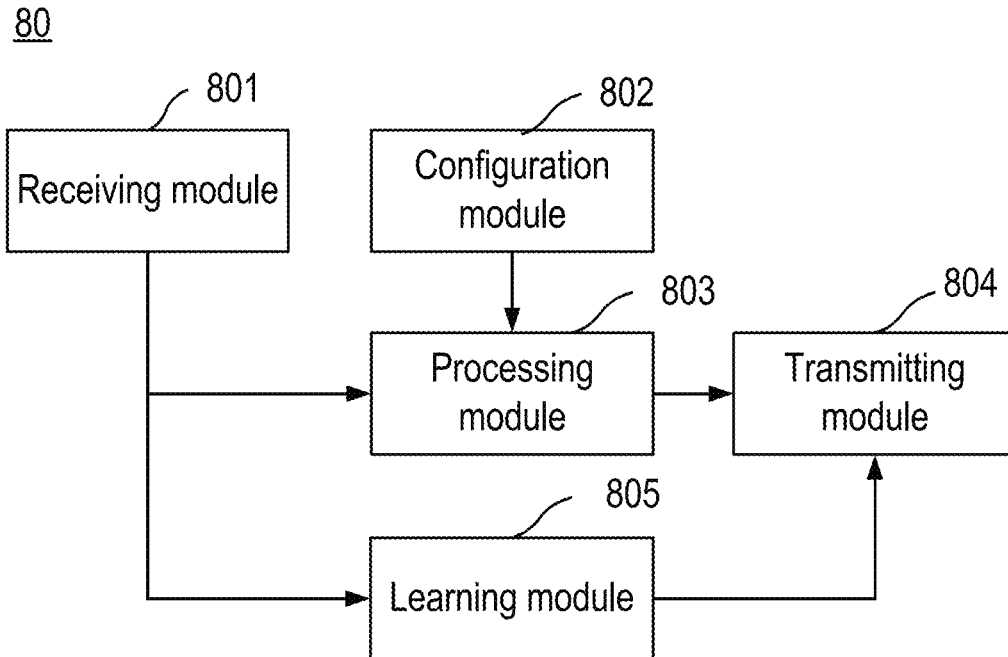 80
801
802
Receiving module
Configuration
module
803
804
Processing
module
Transmitting
module
805
Learning module